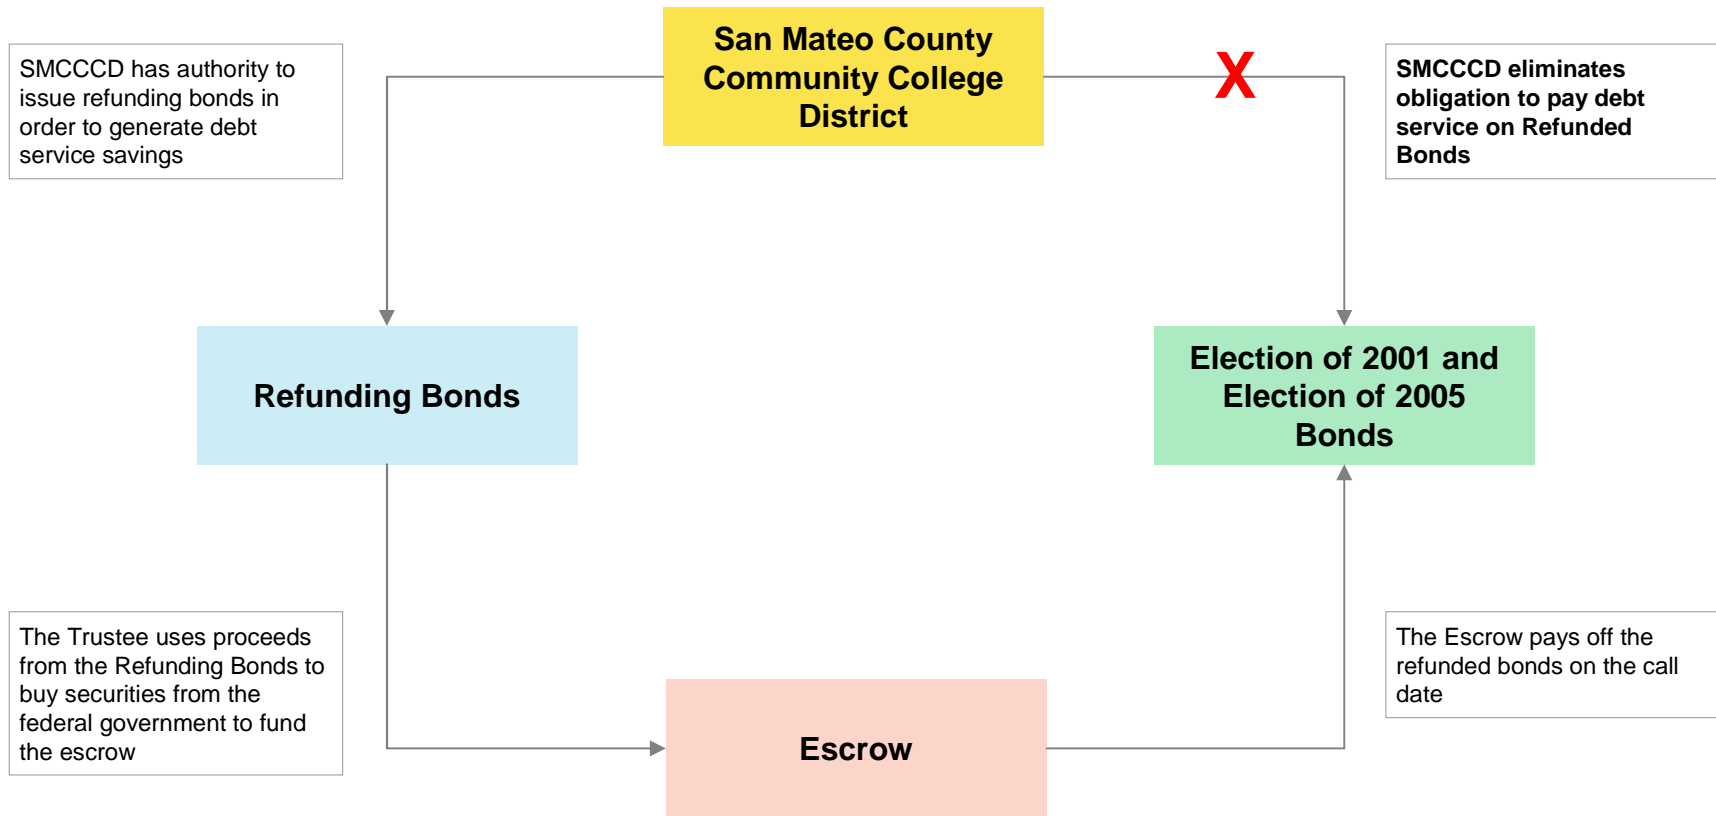 San Mateo County
Community College
District
SMCCCD has authority to
issue refunding bonds in
order to generate debt
service savings
X
SMCCCD eliminates
obligation to pay debt
service on Refunded
Bonds
Refunding Bonds
Election of 2001 and
Election of 2005
Bonds
The Trustee uses proceeds
from the Refunding Bonds to
buy securities from the
federal government to fund
the escrow
Escrow
The Escrow pays off the
refunded bonds on the call
date